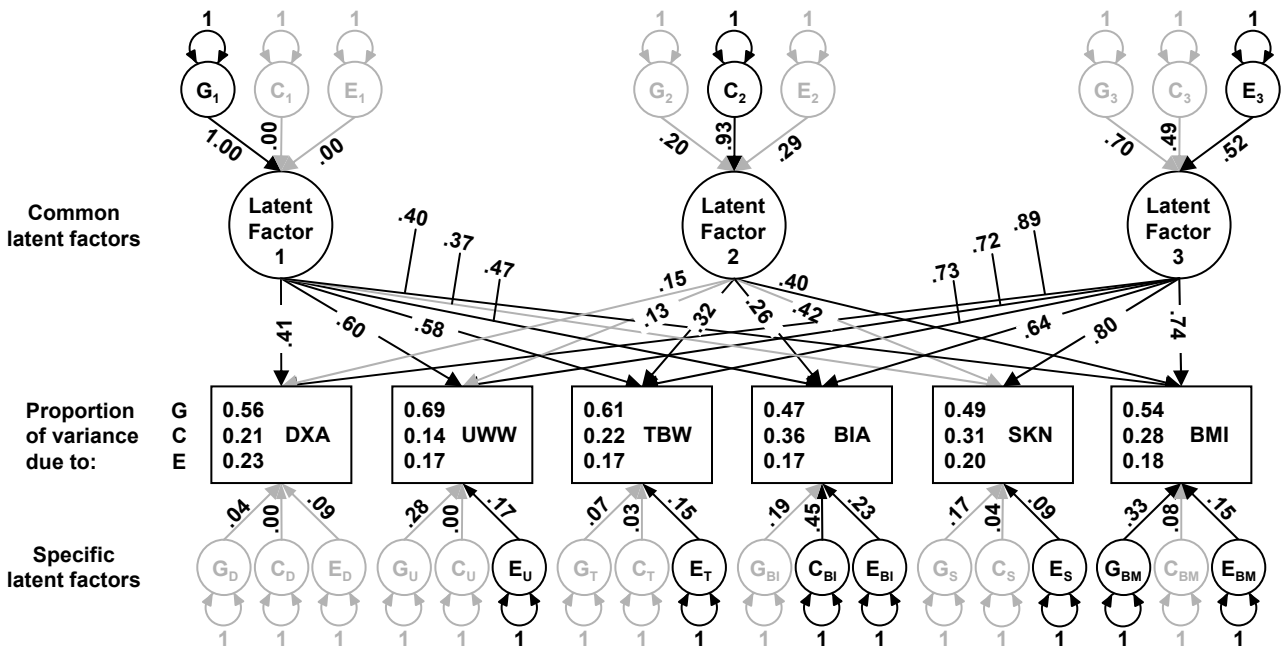 1 1 1 1 1 1 1 1 1
G1 C1 E1 G2 C2 E2 G3 C3 E3
1.00 .00 .00 .20 .93 .29 .70 .49 .52
Common
latent factors
Latent
Factor
1
Latent
Factor
2
Latent
Factor
3
.40 .37 .47 .15 .13 .40 .42 .73 .72 .89
.41 .60 .58 .32 .26 .64 .80 .74
Proportion
of variance
due to:
G
C
E
0.56
0.21 DXA
0.23
0.69
0.14 UWW
0.17
0.61
0.22 TBW
0.17
0.47
0.36 BIA
0.17
0.49
0.31 SKN
0.20
0.54
0.28 BMI
0.18
.04 .00 .09 .28 .00 .17 .07 .03 .15 .19 .45 .23 .17 .04 .09 .33 .08 .15
Specific
latent factors
GD CD ED GU CU EU GT CT ET GBI CBI EBI GS CS ES GBM CBM EBM
1 1 1 1 1 1 1 1 1 1 1 1 1 1 1 1 1 1